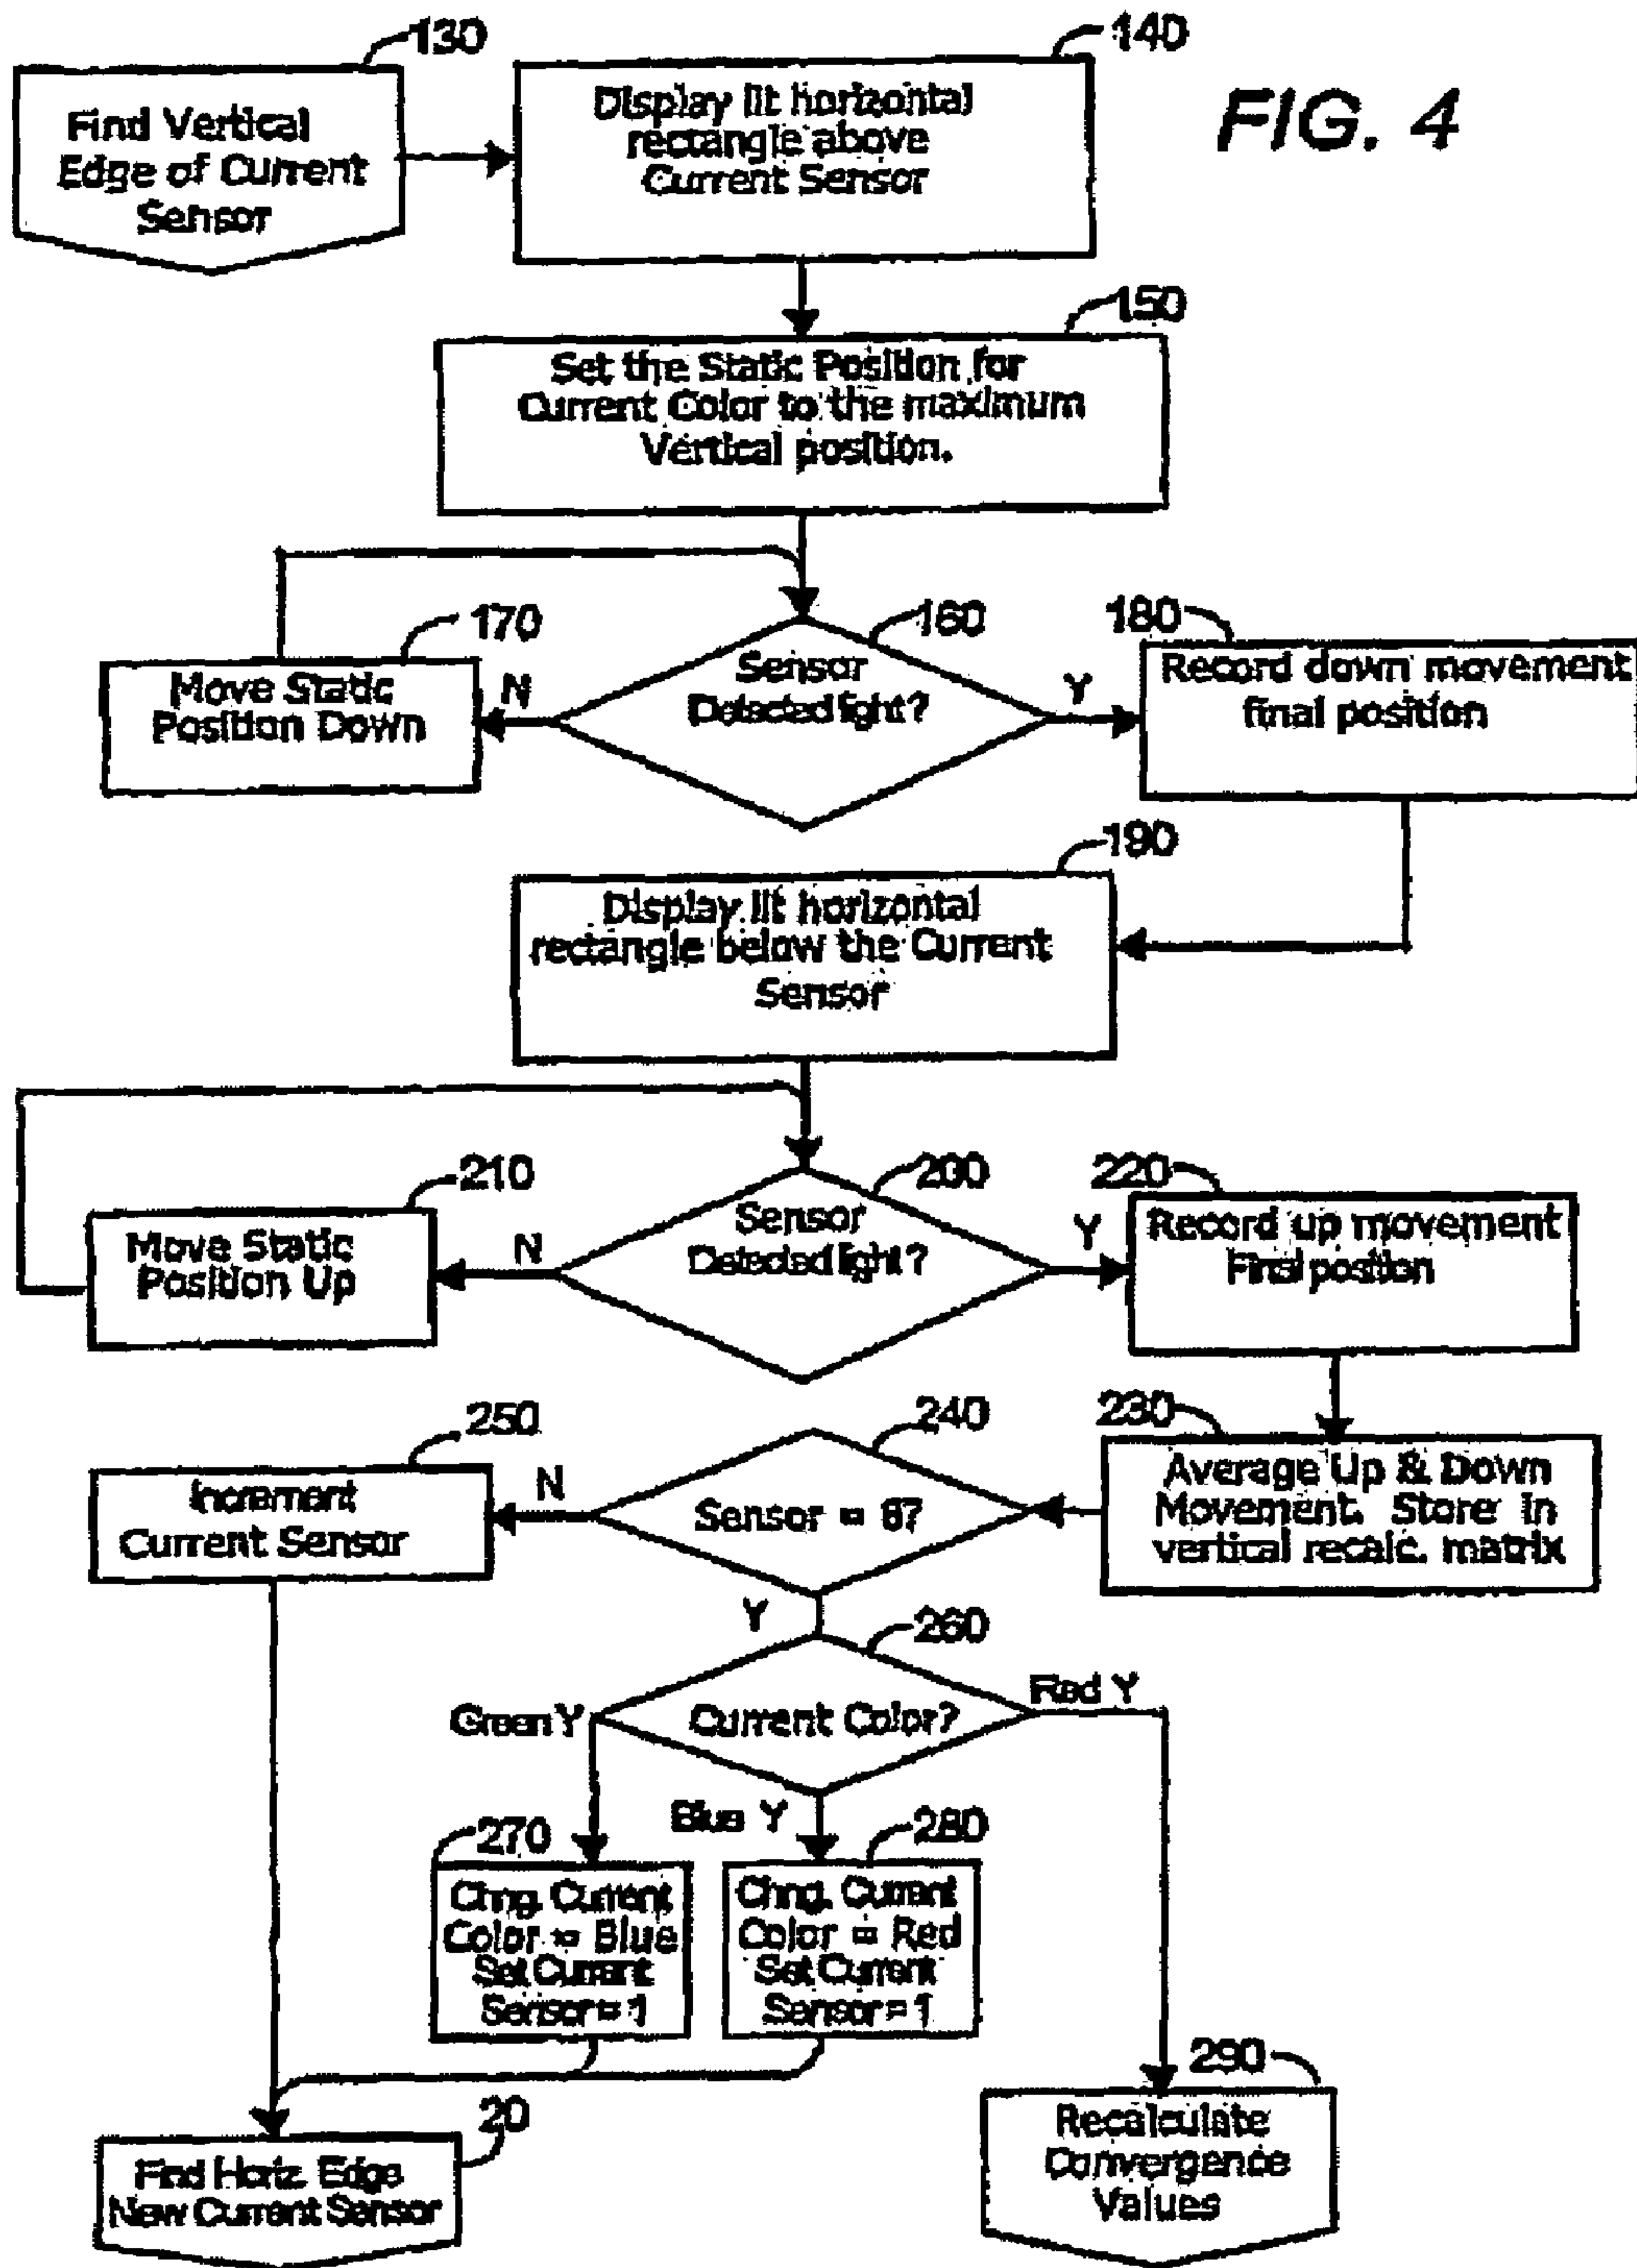 FIG. 4
130
Find Vertical
Edge of Current
Sensor
140
Display lit horizontal
rectangle above
Current Sensor
150
Set the Static Position for
Current Color to the maximum
Vertical position.
160
Sensor
Detected light?
N
Y
170
Move Static
Position Down
180
Record down movement
final position
190
Display lit horizontal
rectangle below the Current
Sensor
200
Sensor
Detected light?
N
Y
210
Move Static
Position Up
220
Record up movement
Final position
230
Average Up & Down
Movement. Store in
vertical recalc. matrix
240
Sensor = 8?
N
Y
250
Increment
Current Sensor
260
Current Color?
Green Y
Blue Y
Red Y
270
Chng. Current
Color = Blue
Set Current
Sensor = 1
280
Chng. Current
Color = Red
Set Current
Sensor = 1
20
Find Horiz. Edge
New Current Sensor
290
Recalculate
Convergence
Values